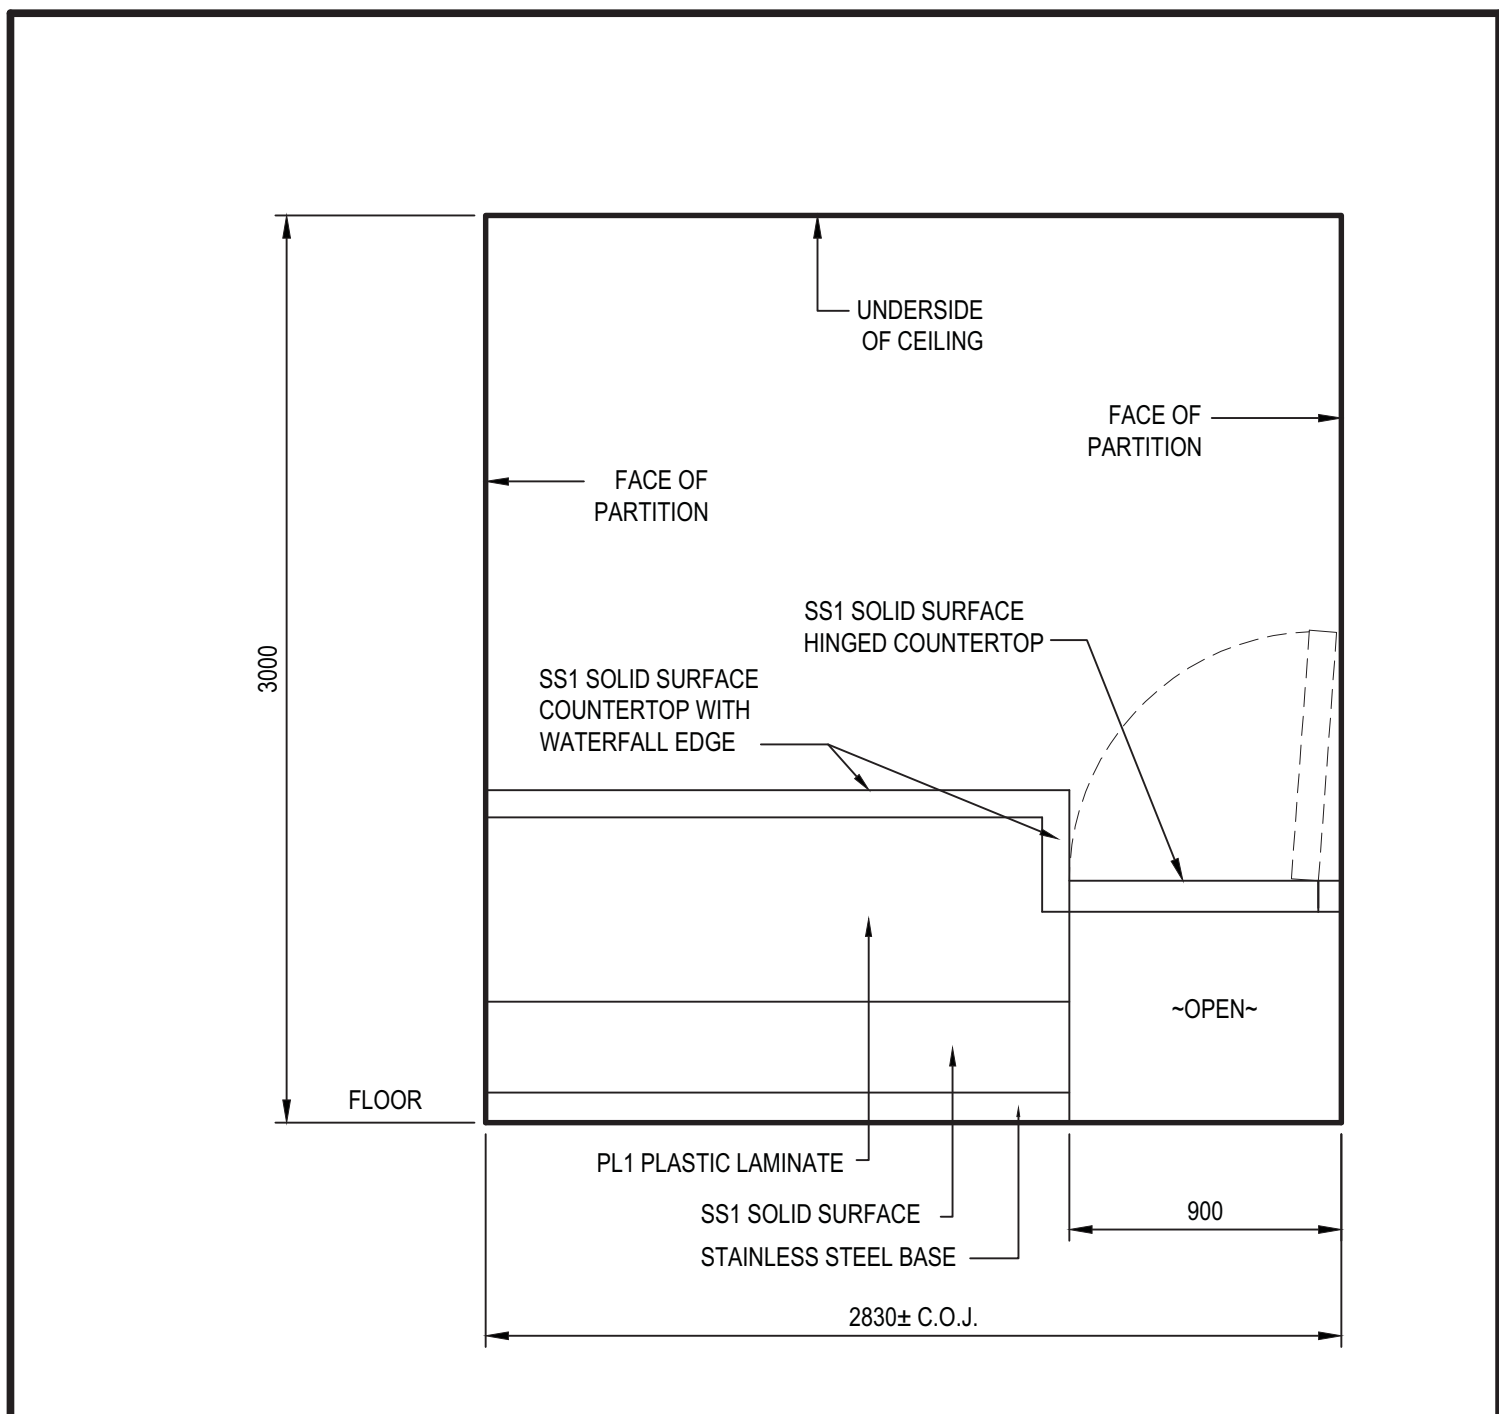 UNDERSIDE
OF CEILING
FACE OF
PARTITION
FACE OF
PARTITION
SS1 SOLID SURFACE
HINGED COUNTERTOP
3000
SS1 SOLID SURFACE
COUNTERTOP WITH
WATERFALL EDGE
~OPEN~
FLOOR
PL1 PLASTIC LAMINATE
SS1 SOLID SURFACE
900
STAINLESS STEEL BASE
2830± C.O.J.